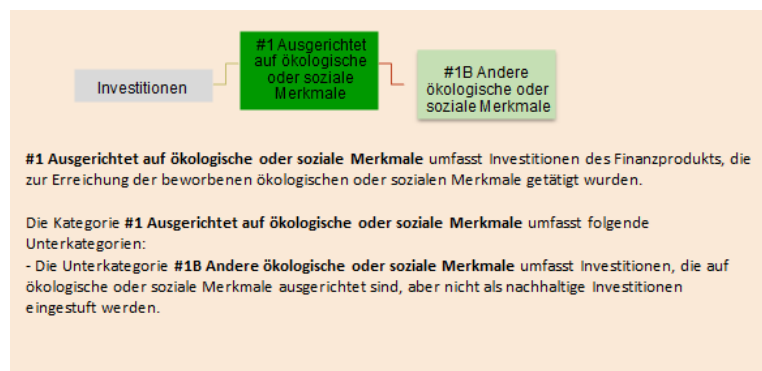 Investitionen
#1 Ausgerichtet
auf ökologische
oder soziale
Merkmale
#1B Andere
ökologische oder
soziale Merkmale
#1 Ausgerichtet auf ökologische oder soziale Merkmale umfasst Investitionen des Finanzprodukts, die
zur Erreichung der beworbenen ökologischen oder sozialen Merkmale getätigt wurden.
Die Kategorie #1 Ausgerichtet auf ökologische oder soziale Merkmale umfasst folgende
Unterkategorien:
- Die Unterkategorie #1B Andere ökologische oder soziale Merkmale umfasst Investitionen, die auf
ökologische oder soziale Merkmale ausgerichtet sind, aber nicht als nachhaltige Investitionen
eingestuft werden.